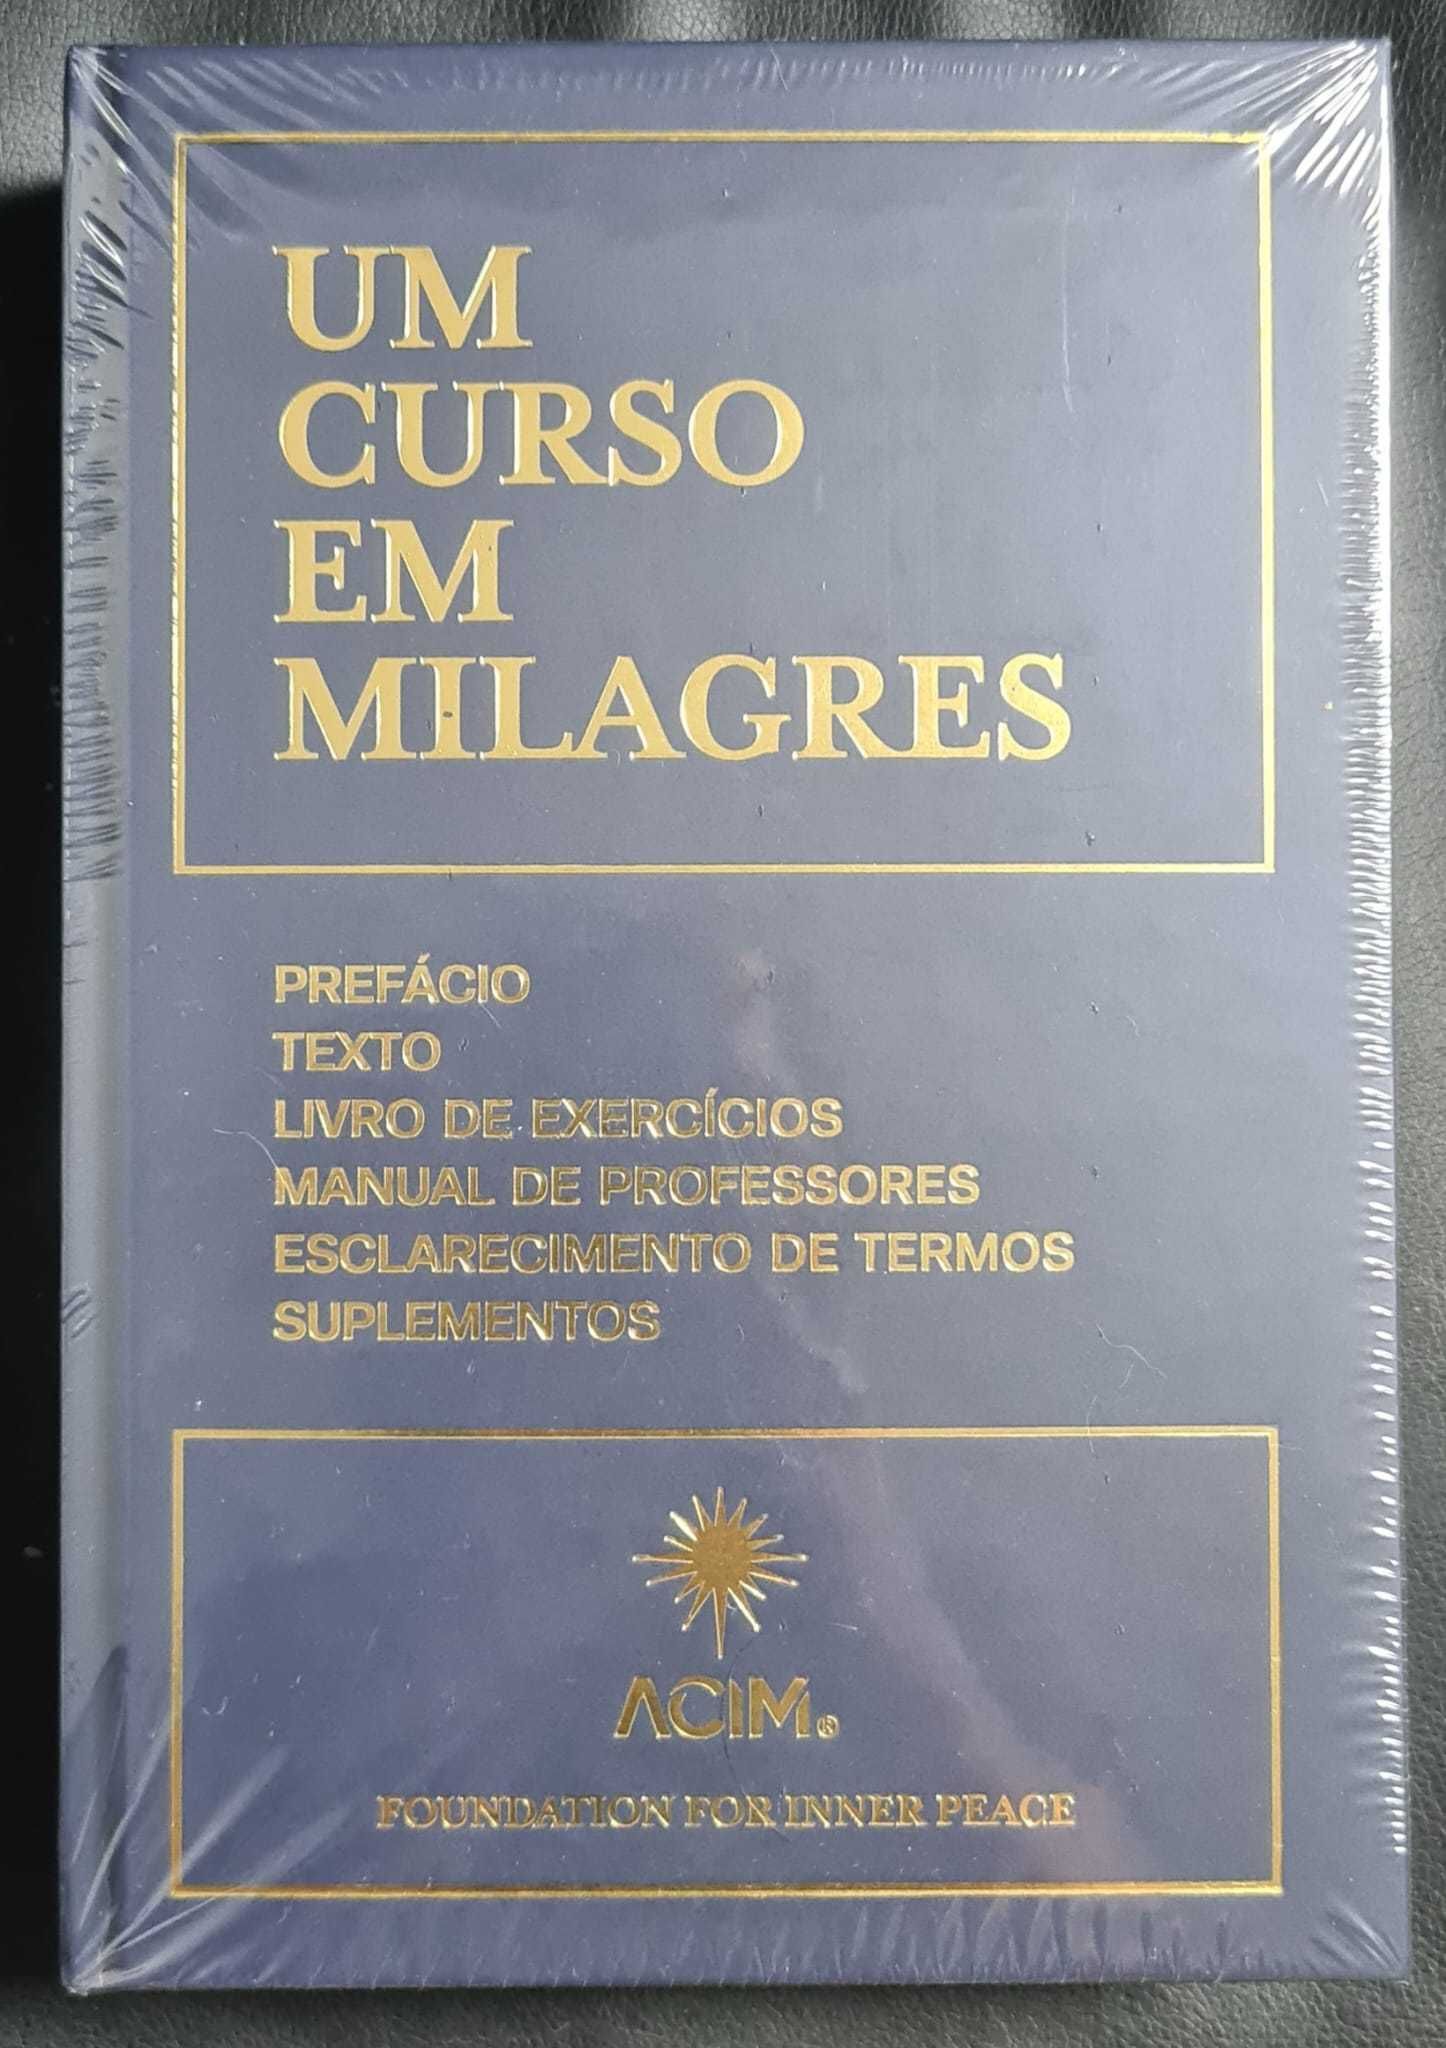 UM
CURSO
EM
MILAGRES
PREFÁCIO
TEXTO
LIVRO DE EXERCÍCIOS
MANUAL DE PROFESSORES
ESCLARECIMENTO DE TERMOS
SUPLEMENTOS
ACIM®
FOUNDATION FOR INNER PEACE